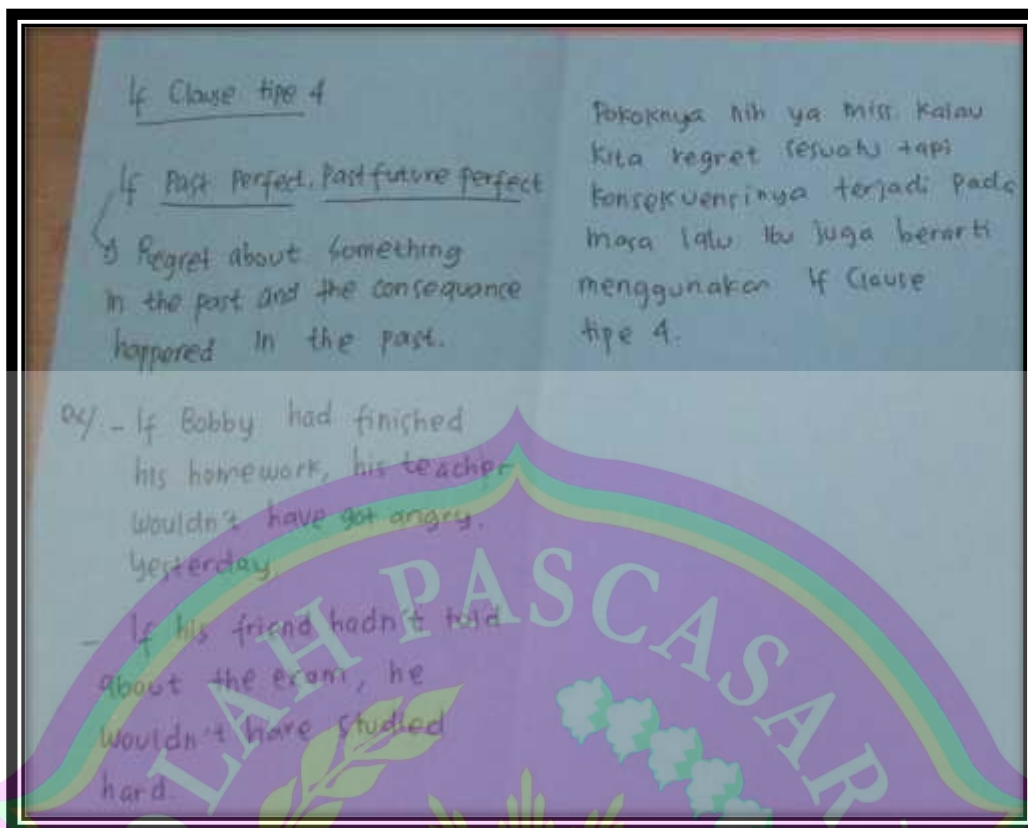 If Clause tipe 4
If Past Perfect, Past future perfect
Regret about something
in the past and the consequance
happened in the past.
ex/ - If Bobby had finished
his homework, his teacher
wouldn't have got angry.
yesterday.
- If his friend hadn't told
about the exam, he
wouldn't have studied
hard.
Pokoknya nih ya miss kalau
kita regret sesuatu tapi
konsekuensinya terjadi pada
masa lalu. Itu juga berarti
menggunakan If Clause
tipe 4.
LAH PASCASAR